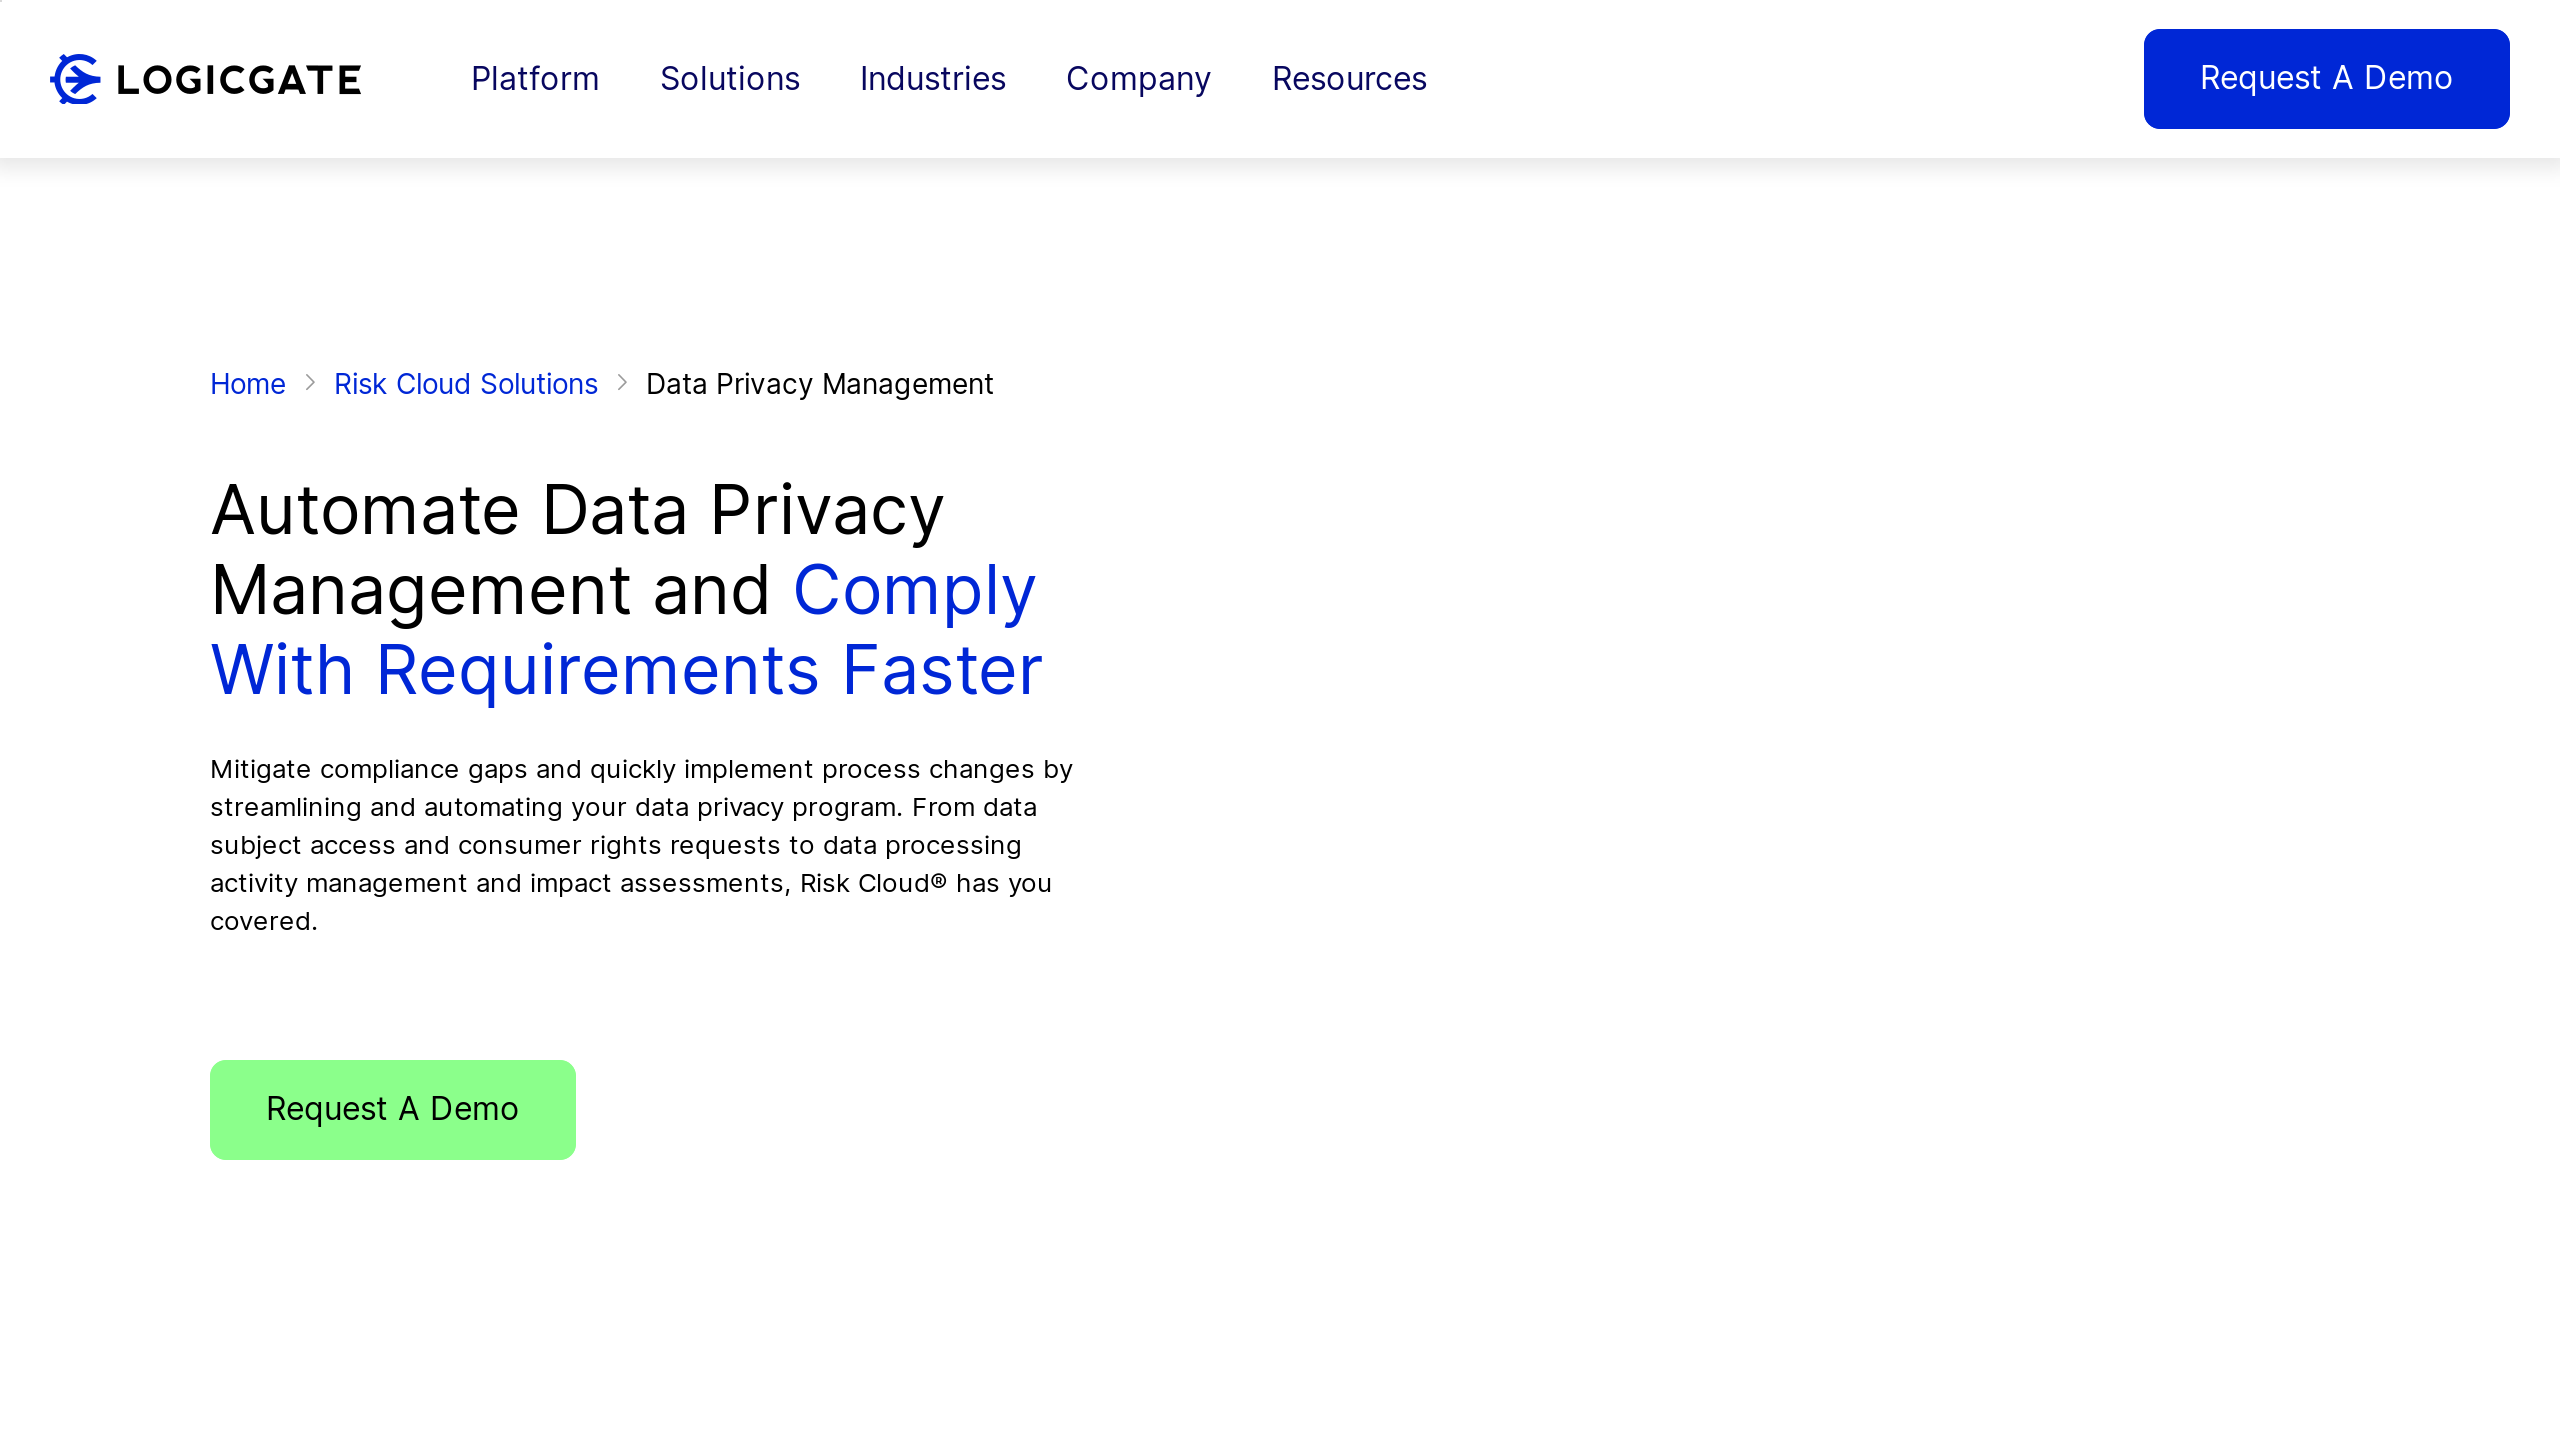 LOGICGATE
Platform
Solutions
Industries
Company
Resources
Request A Demo
Home
Risk Cloud Solutions
Data Privacy Management
Automate Data Privacy
Management and Comply
With Requirements Faster
Mitigate compliance gaps and quickly implement process changes by
streamlining and automating your data privacy program. From data
subject access and consumer rights requests to data processing
activity management and impact assessments, Risk Cloud® has you
covered.
Request A Demo